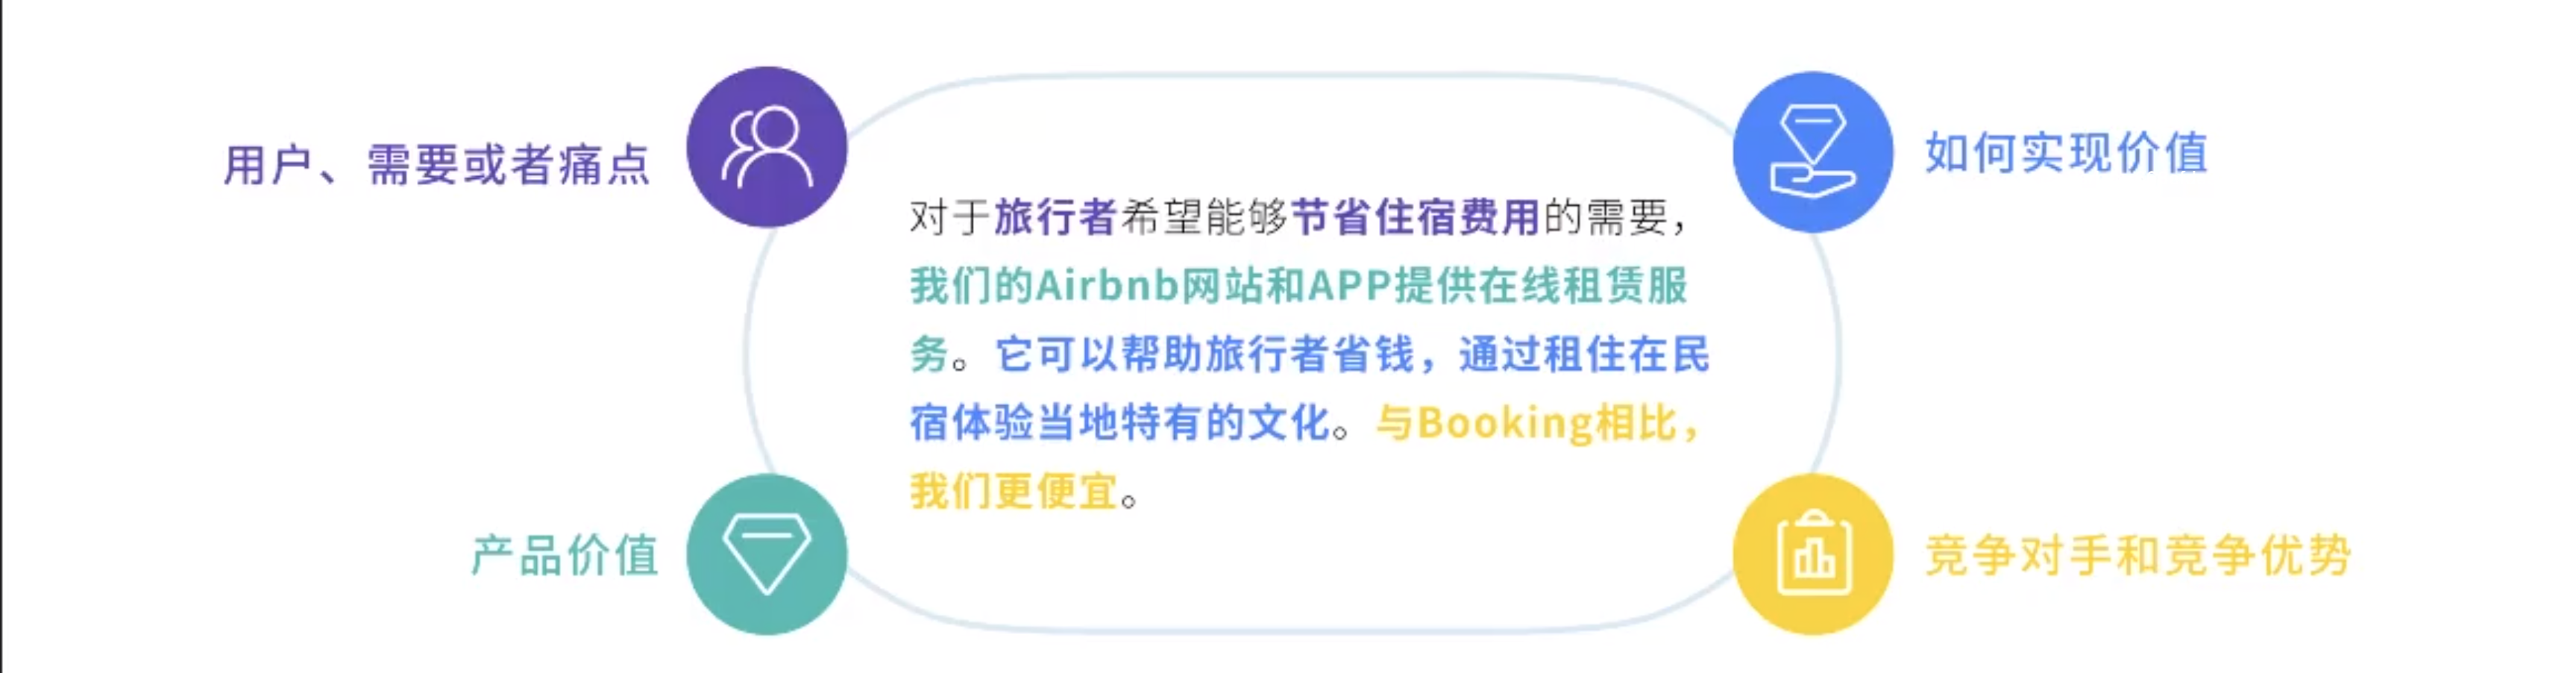 用户、需要或者痛点
如何实现价值
对于旅行者希望能够节省住宿费用的需要，
我们的Airbnb网站和APP提供在线租赁服
务。它可以帮助旅行者省钱，通过租住在民
宿体验当地特有的文化。与Booking相比，
我们更便宜。
产品价值
竞争对手和竞争优势